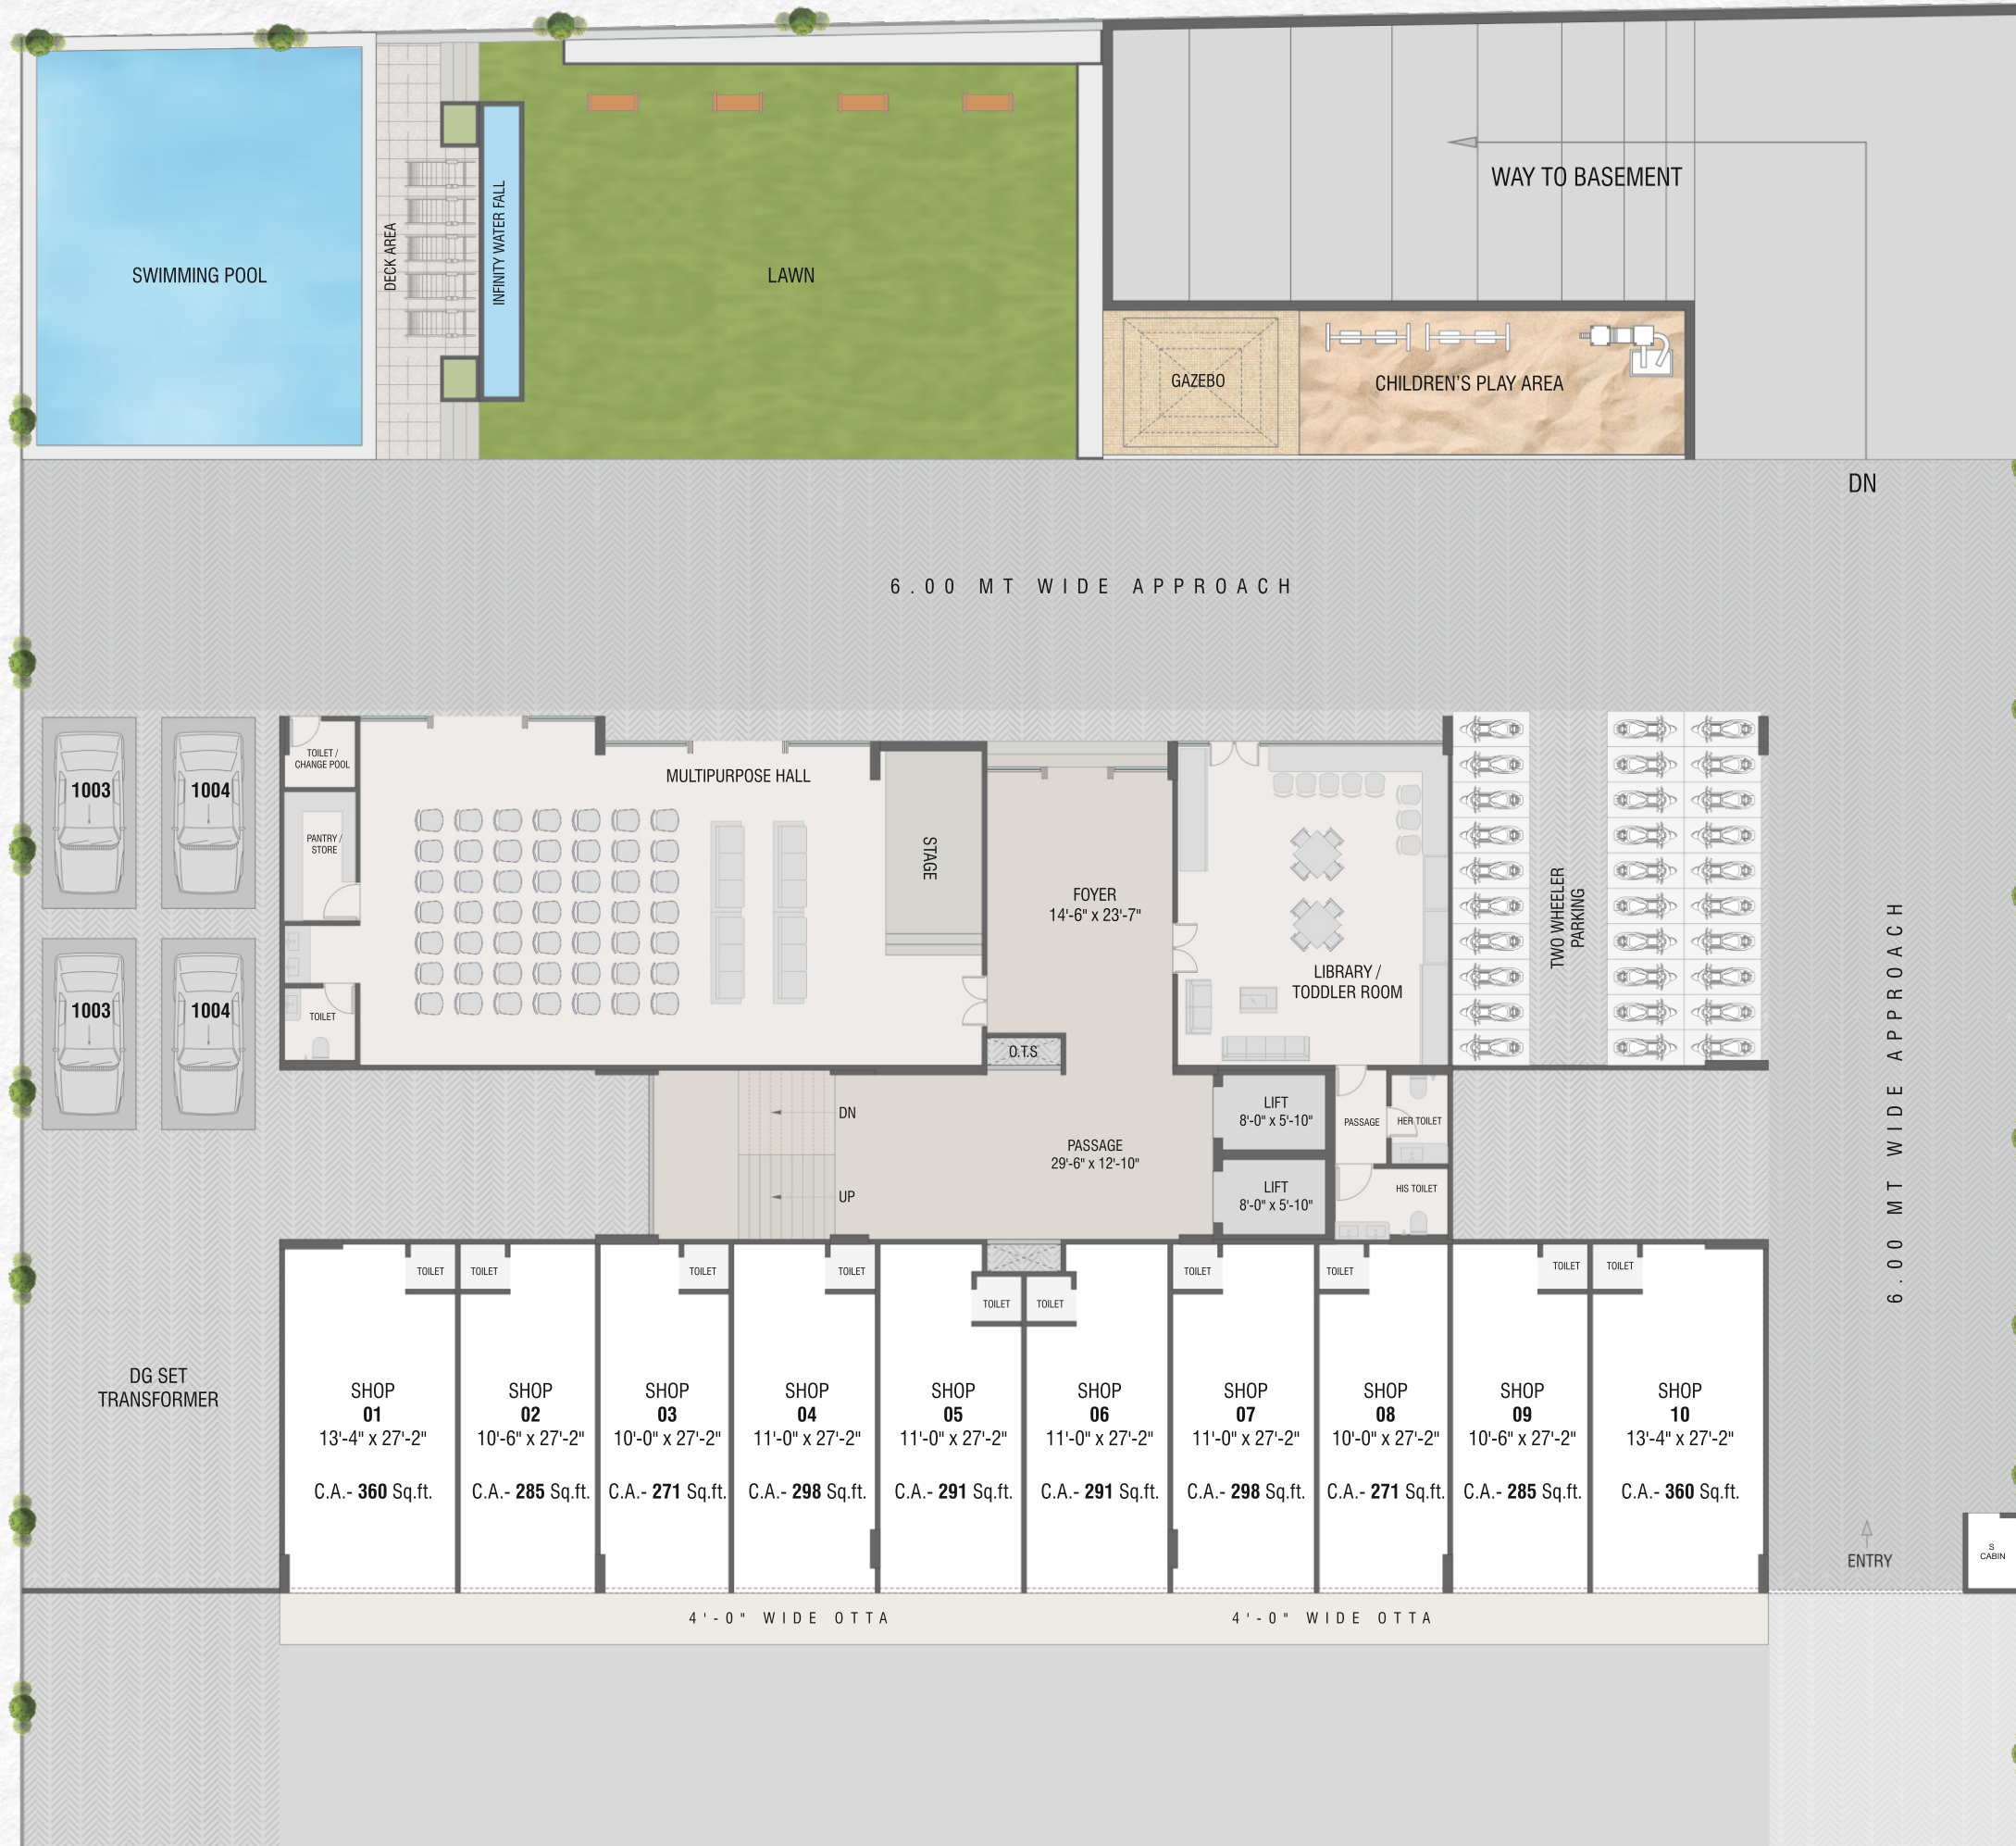 WAY TO BASEMENT
SWIMMING POOL
DECK AREA
INFINITY WATER FALL
LAWN
GAZEBO
CHILDREN'S PLAY AREA
DN
6.00 MT WIDE APPROACH
1003
1004
1003
1004
TOILET /
CHANGE POOL
PANTRY /
STORE
TOILET
MULTIPURPOSE HALL
STAGE
FOYER
14'-6" x 23'-7"
O.T.S
LIBRARY /
TODDLER ROOM
TWO WHEELER
PARKING
6.00 MT WIDE APPROACH
DN
UP
PASSAGE
29'-6" x 12'-10"
LIFT
8'-0" x 5'-10"
LIFT
8'-0" x 5'-10"
PASSAGE
HER TOILET
HIS TOILET
DG SET
TRANSFORMER
TOILET
TOILET
TOILET
TOILET
TOILET
TOILET
TOILET
TOILET
TOILET
TOILET
SHOP
01
13'-4" x 27'-2"
C.A.- 360 Sq.ft.
SHOP
02
10'-6" x 27'-2"
C.A.- 285 Sq.ft.
SHOP
03
10'-0" x 27'-2"
C.A.- 271 Sq.ft.
SHOP
04
11'-0" x 27'-2"
C.A.- 298 Sq.ft.
SHOP
05
11'-0" x 27'-2"
C.A.- 291 Sq.ft.
SHOP
06
11'-0" x 27'-2"
C.A.- 291 Sq.ft.
SHOP
07
11'-0" x 27'-2"
C.A.- 298 Sq.ft.
SHOP
08
10'-0" x 27'-2"
C.A.- 271 Sq.ft.
SHOP
09
10'-6" x 27'-2"
C.A.- 285 Sq.ft.
SHOP
10
13'-4" x 27'-2"
C.A.- 360 Sq.ft.
ENTRY
S
CABIN
4'-0" WIDE OTTA
4'-0" WIDE OTTA